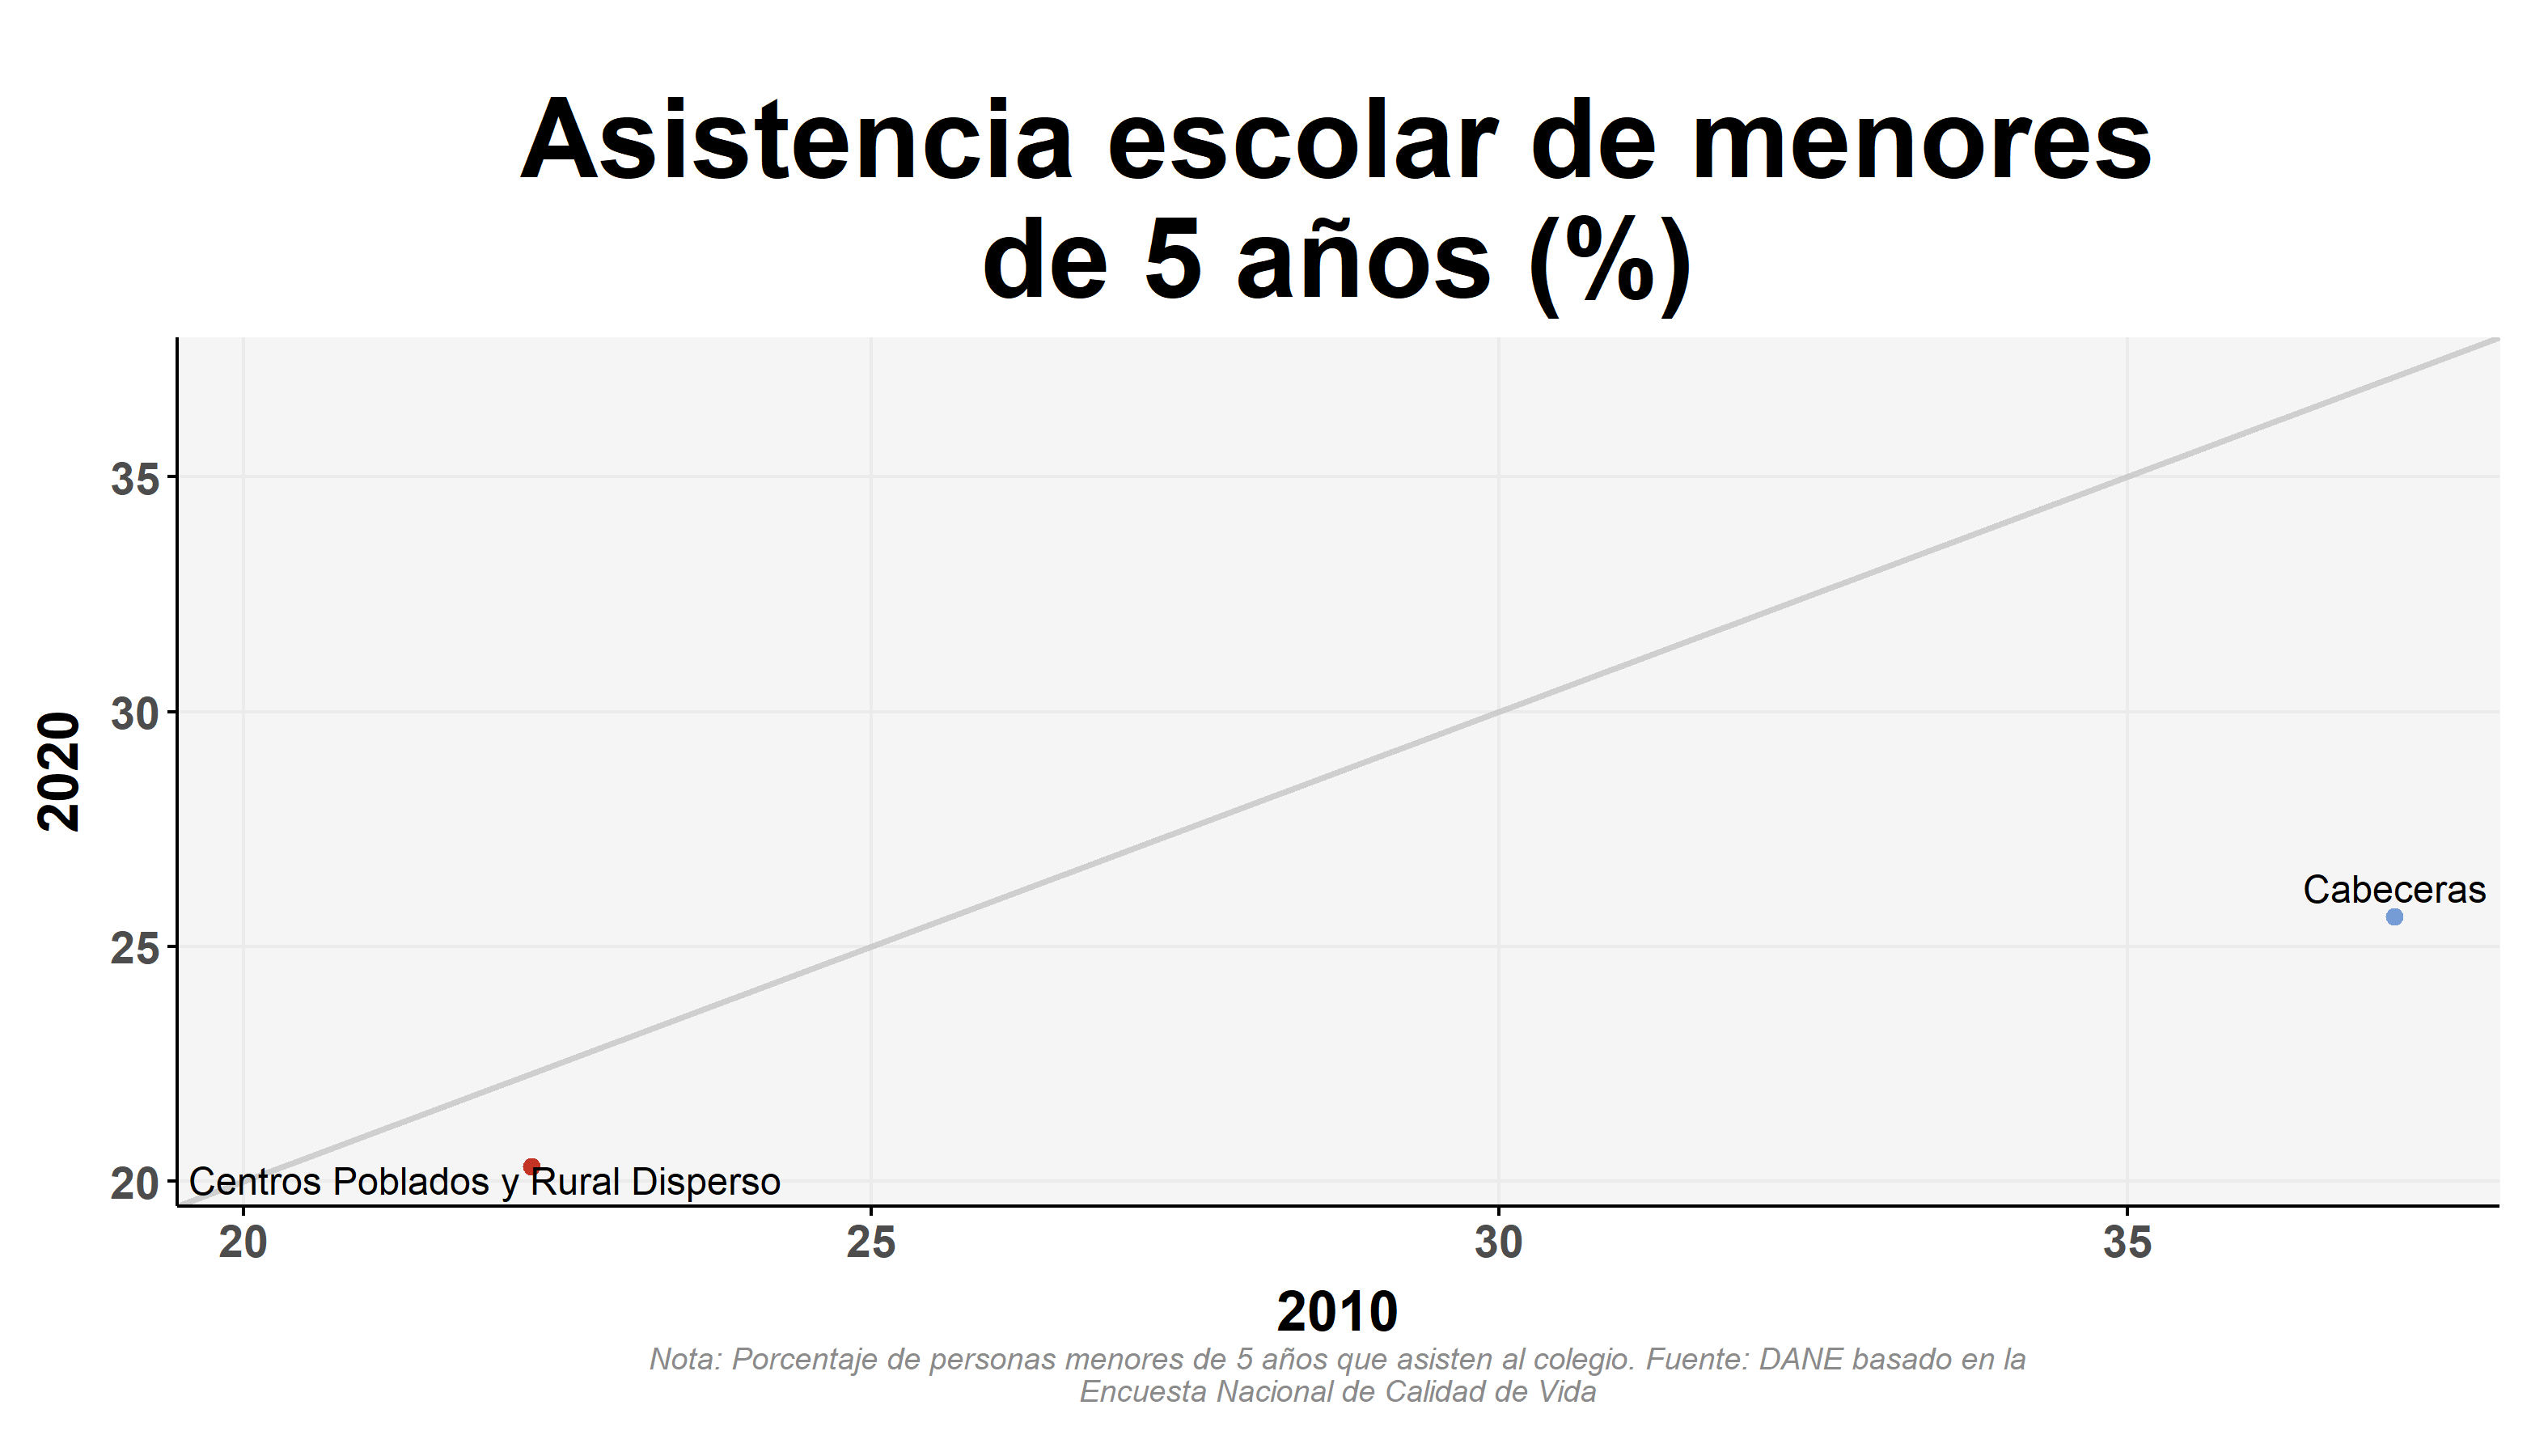 Asistencia escolar de menores
de 5 años (%)
35
30
25
20
2020
Cabeceras
Centros Poblados y Rural Disperso
20
25
30
35
2010
Nota: Porcentaje de personas menores de 5 años que asisten al colegio. Fuente: DANE basado en la
Encuesta Nacional de Calidad de Vida